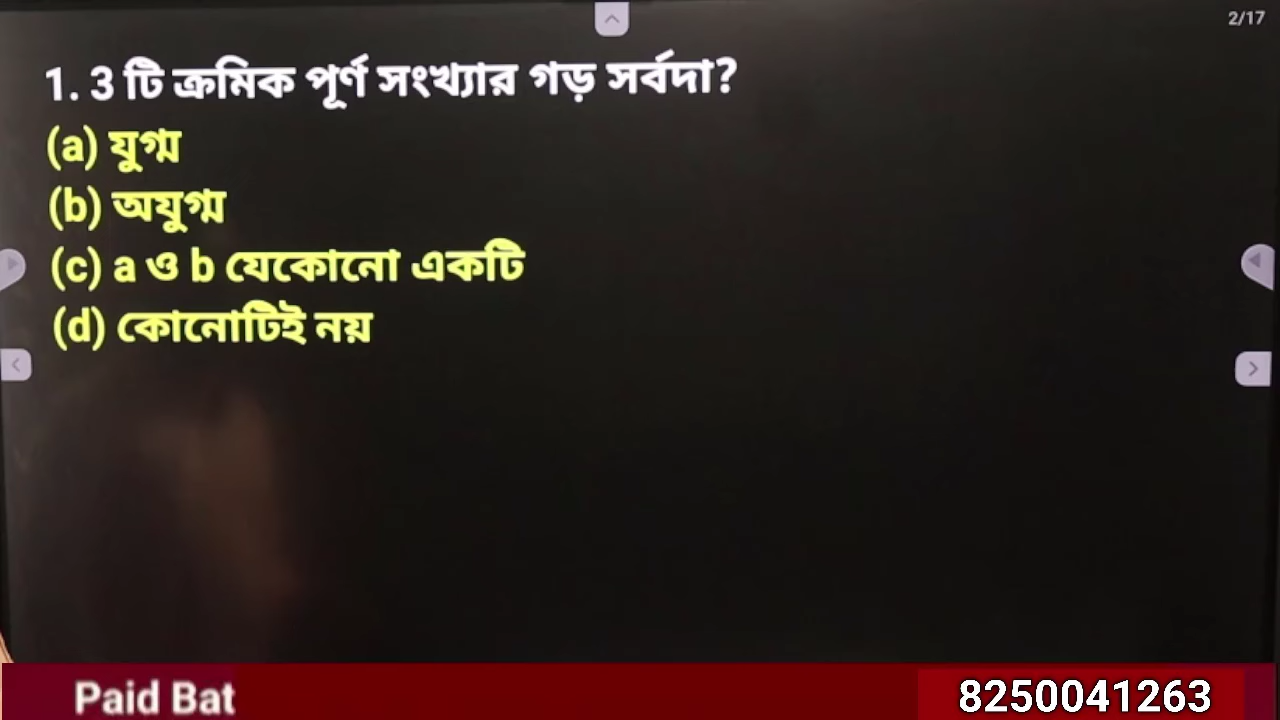 2/17
1. 3 টি ক্রমিক পূর্ণ সংখ্যার গড় সর্বদা?
(a) যুগ্ম
(b) অযুগ্ম
(c) a ও b যেকোনো একটি
(d) কোনোটিই নয়
Paid Bat
8250041263